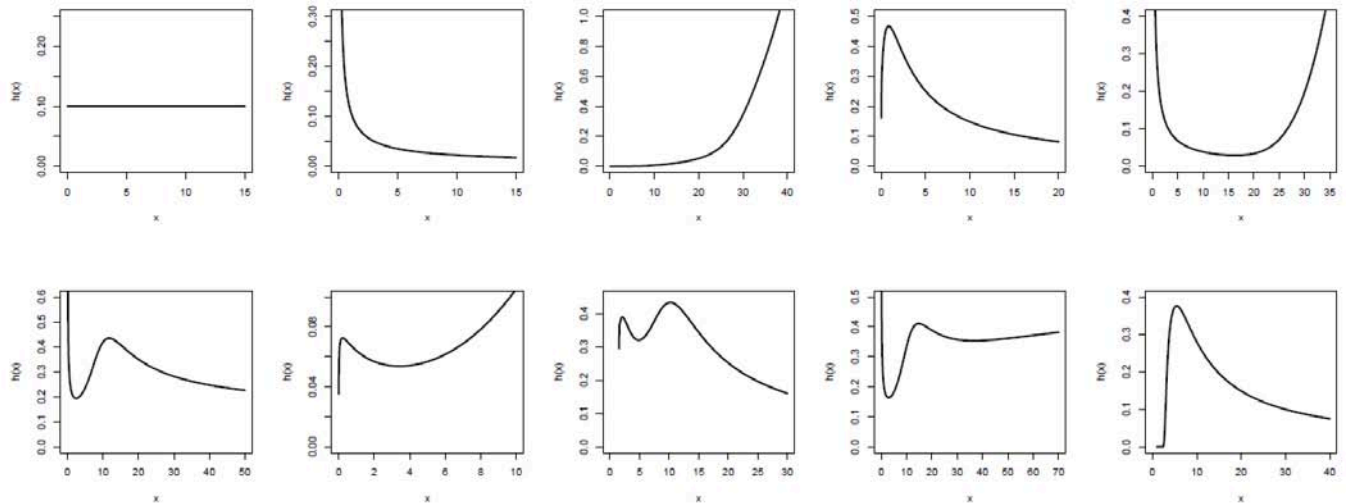 h(x)
0.00 0.10 0.20
0 5 10 15
x
h(x)
0.00 0.10 0.20 0.30
0 5 10 15
x
h(x)
0.0 0.2 0.4 0.6 0.8 1.0
0 10 20 30 40
x
h(x)
0.0 0.1 0.2 0.3 0.4 0.5
0 5 10 15 20
x
h(x)
0.0 0.1 0.2 0.3 0.4
0 5 10 15 20 25 30 35
x
h(x)
0.0 0.1 0.2 0.3 0.4 0.5 0.6
0 10 20 30 40 50
x
h(x)
0.00 0.04 0.08
0 2 4 6 8 10
x
h(x)
0.0 0.1 0.2 0.3 0.4
0 5 10 15 20 25 30
x
h(x)
0.0 0.1 0.2 0.3 0.4 0.5
0 10 20 30 40 50 60 70
x
h(x)
0.0 0.1 0.2 0.3 0.4
0 10 20 30 40
x